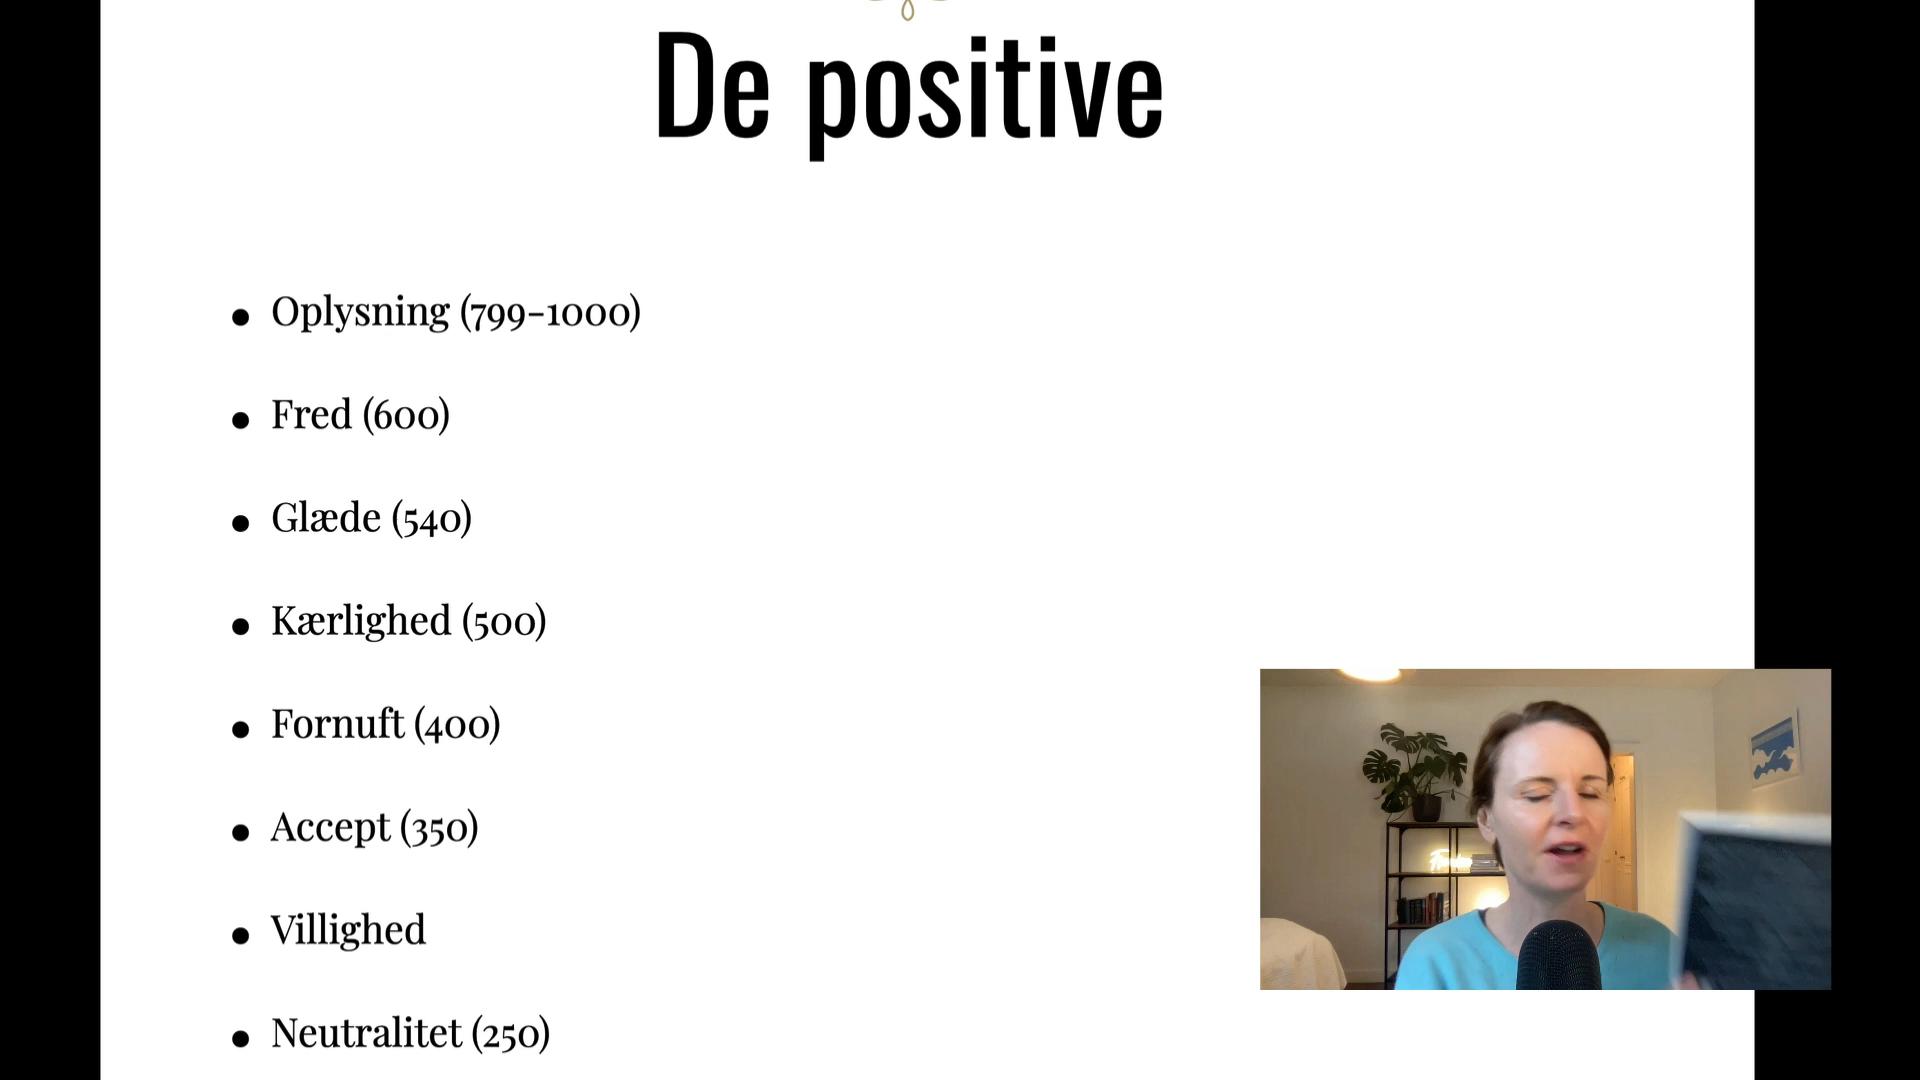 De positive
• Oplysning (799-1000)
• Fred (600)
• Glæde (540)
• Kærlighed (500)
• Fornuft (400)
• Accept (350)
• Villighed
• Neutralitet (250)